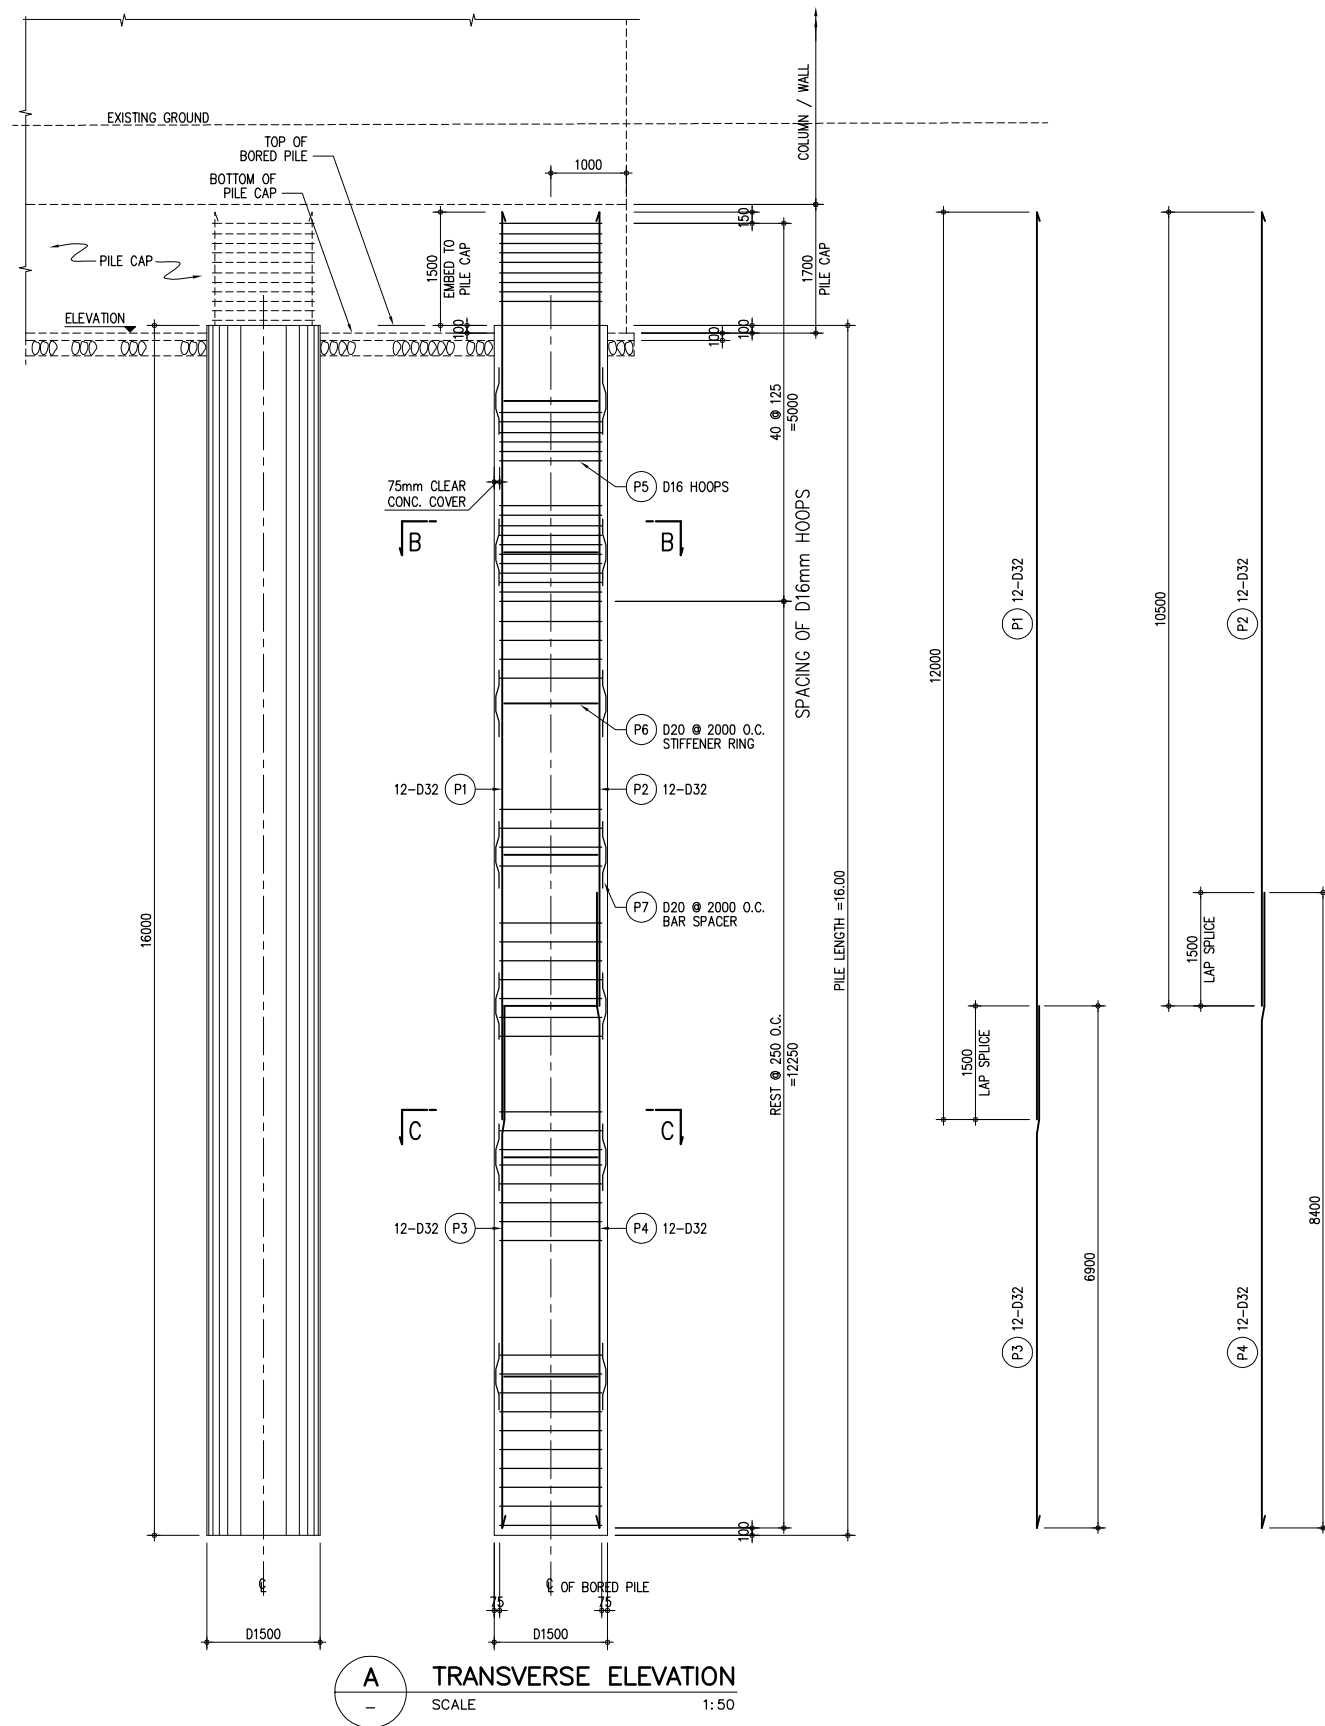 EXISTING GROUND
TOP OF
BORED PILE
BOTTOM OF
PILE CAP
PILE CAP
ELEVATION
1000
COLUMN / WALL
150
1500
EMBED TO
PILE CAP
1700
PILE CAP
100
100
100
40 @ 125
=5000
75mm CLEAR
CONC. COVER
P5 D16 HOOPS
B B
SPACING OF D16mm HOOPS
P6 D20 @ 2000 O.C.
STIFFENER RING
12-D32 P1
P2 12-D32
P7 D20 @ 2000 O.C.
BAR SPACER
16000
PILE LENGTH =16.00
REST @ 250 O.C.
=12250
C C
12-D32 P3
P4 12-D32
100
℄
℄ OF BORED PILE
75 75
D1500
D1500
12000
P1 12-D32
1500
LAP SPLICE
6900
P3 12-D32
10500
P2 12-D32
1500
LAP SPLICE
8400
P4 12-D32
A TRANSVERSE ELEVATION
- SCALE 1:50